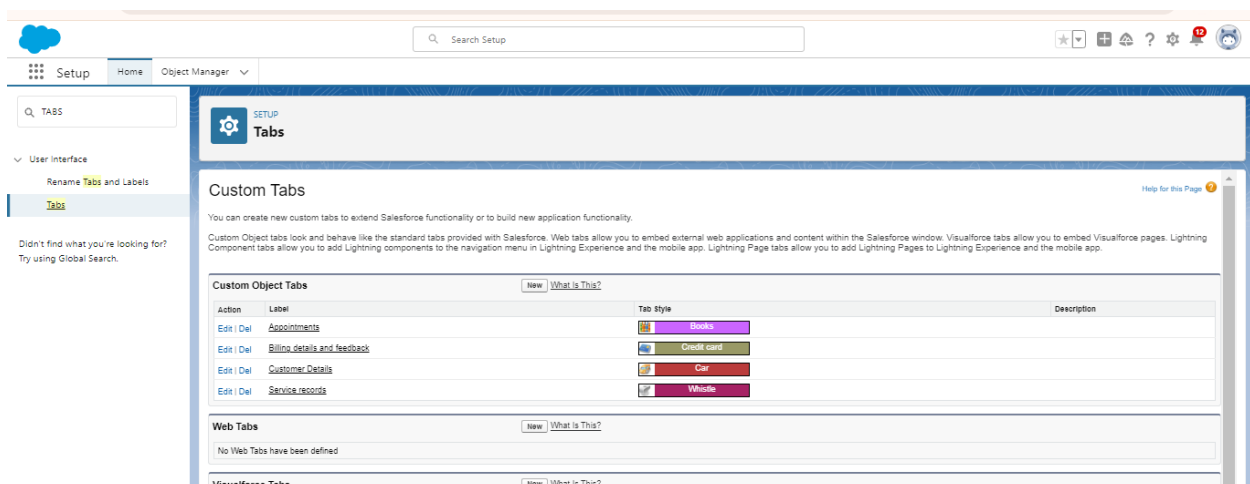 Search Setup
12
Setup
Home
Object Manager
TABS
User Interface
Rename Tabs and Labels
Tabs
Didn't find what you're looking for?
Try using Global Search.
SETUP
Tabs
Custom Tabs
Help for this Page
You can create new custom tabs to extend Salesforce functionality or to build new application functionality.
Custom Object tabs look and behave like the standard tabs provided with Salesforce. Web tabs allow you to embed external web applications and content within the Salesforce window. Visualforce tabs allow you to embed Visualforce pages. Lightning
Component tabs allow you to add Lightning components to the navigation menu in Lightning Experience and the mobile app. Lightning Page tabs allow you to add Lightning Pages to Lightning Experience and the mobile app.
Custom Object Tabs New What Is This?
Action Label Tab Style Description
Edit | Del Appointments Books
Edit | Del Billing details and feedback Credit card
Edit | Del Customer Details Car
Edit | Del Service records Whistle
Web Tabs New What Is This?
No Web Tabs have been defined
Visualforce Tabs New What Is This?